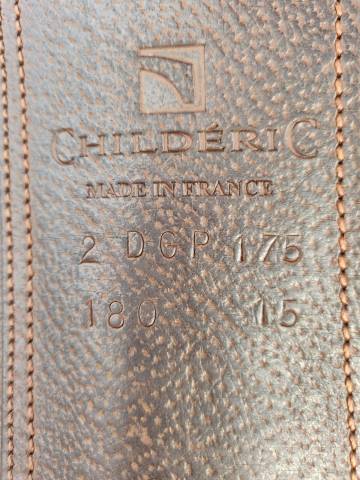 CHILDÉRIC
MADE IN FRANCE
2 DGP 175
180 15